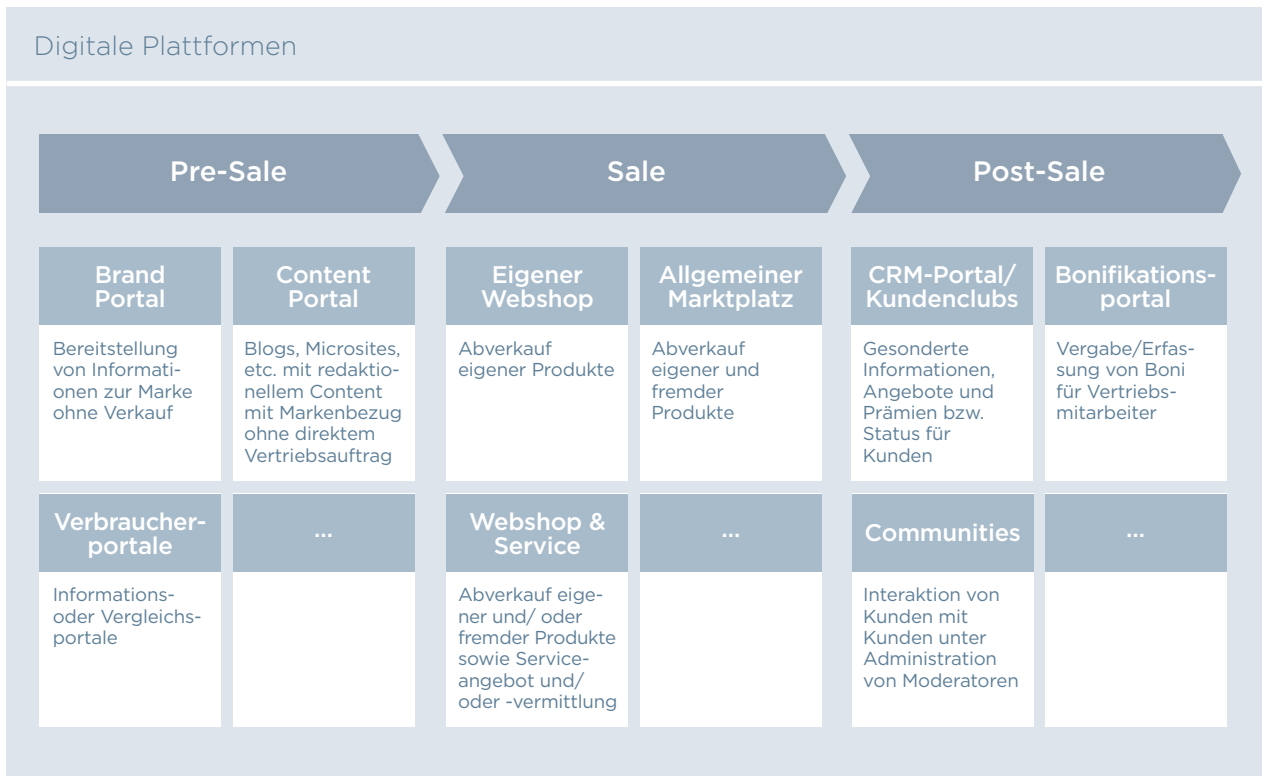 Digitale Plattformen
Pre-Sale
Sale
Post-Sale
Brand
Portal
Bereitstellung
von Informati-
onen zur Marke
ohne Verkauf
Content
Portal
Blogs, Microsites,
etc. mit redaktio-
nellem Content
mit Markenbezug
ohne direktem
Vertriebsauftrag
Eigener
Webshop
Abverkauf
eigener Produkte
Allgemeiner
Marktplatz
Abverkauf
eigener und
fremder
Produkte
CRM-Portal/
Kundenclubs
Gesonderte
Informationen,
Angebote und
Prämien bzw.
Status für
Kunden
Bonifikations-
portal
Vergabe/Erfas-
sung von Boni
für Vertriebs-
mitarbeiter
Verbraucher-
portale
Informations-
oder Vergleichs-
portale
...
Webshop &
Service
Abverkauf eige-
ner und/ oder
fremder Produkte
sowie Service-
angebot und/
oder -vermittlung
...
Communities
Interaktion von
Kunden mit
Kunden unter
Administration
von Moderatoren
...